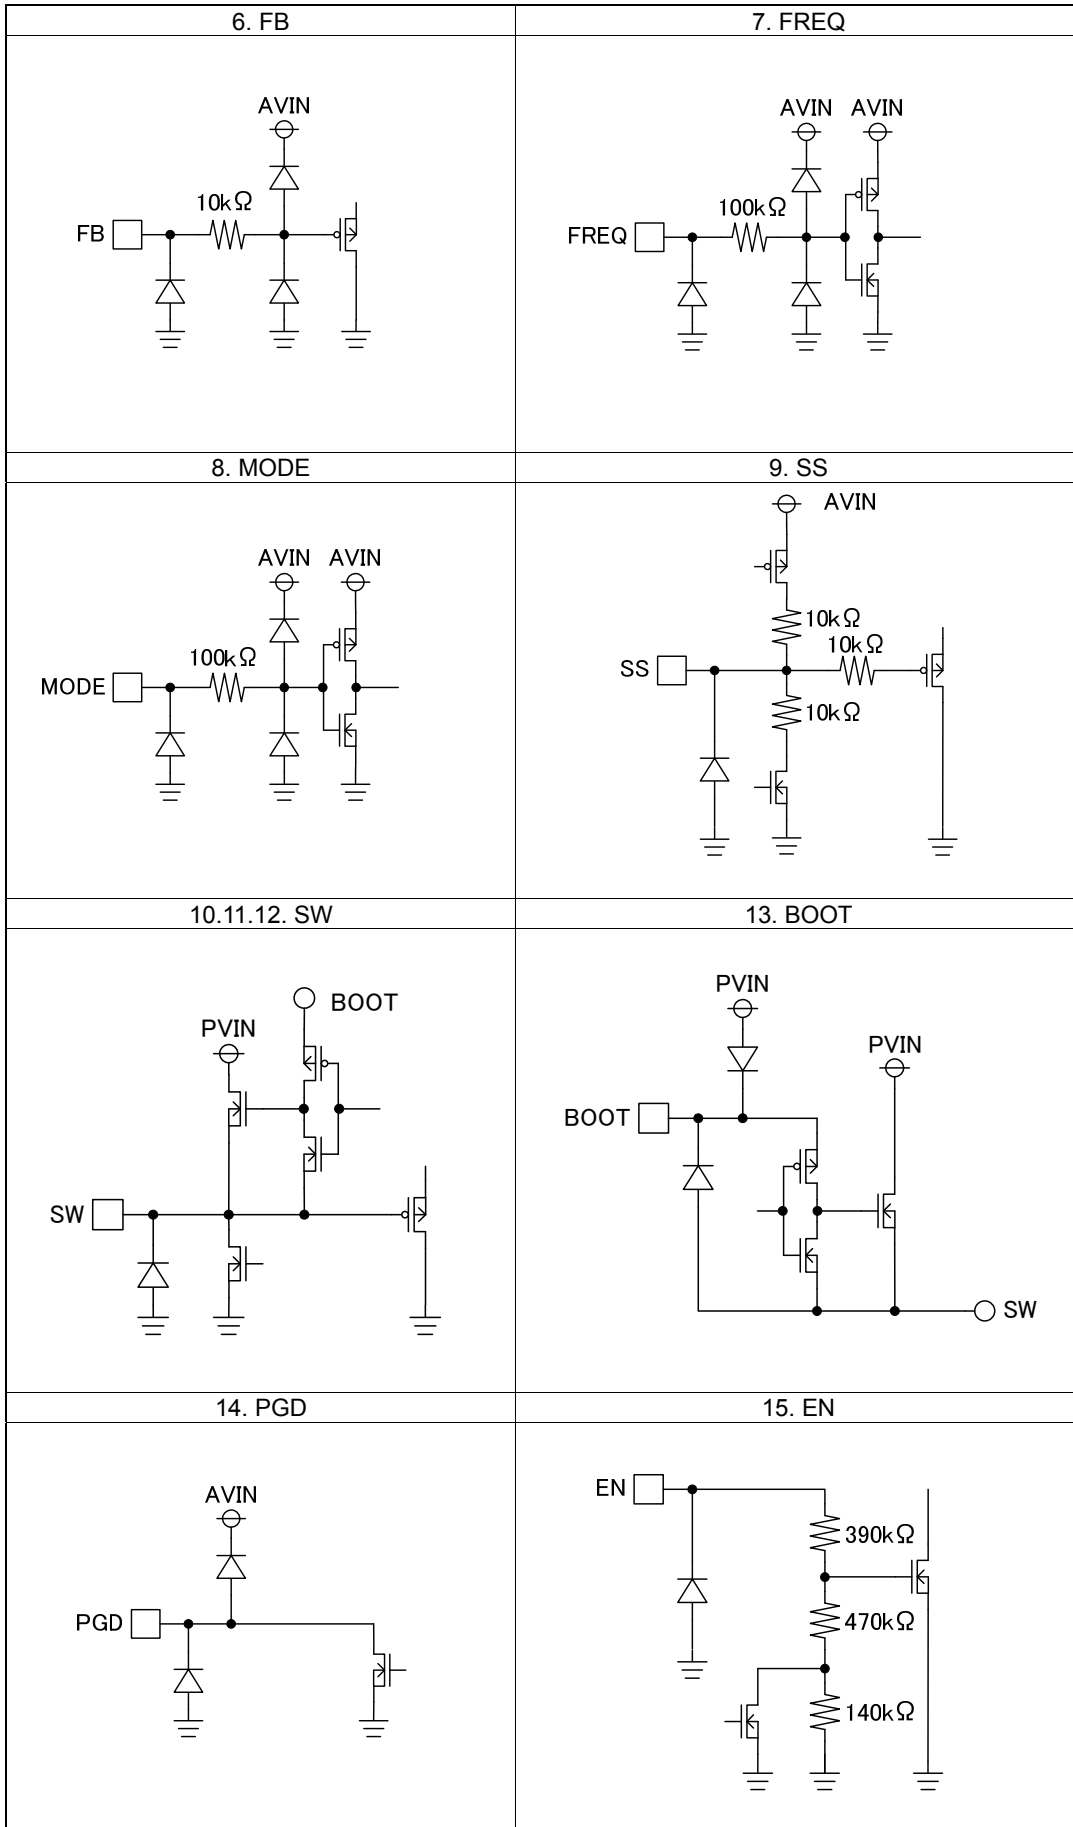 6. FB
7. FREQ
AVIN
10kΩ
FB
AVIN AVIN
100kΩ
FREQ
8. MODE
9. SS
AVIN AVIN
100kΩ
MODE
AVIN
10kΩ
10kΩ
SS
10kΩ
10.11.12. SW
13. BOOT
BOOT
PVIN
SW
PVIN
PVIN
BOOT
SW
14. PGD
15. EN
AVIN
PGD
EN
390kΩ
470kΩ
140kΩ